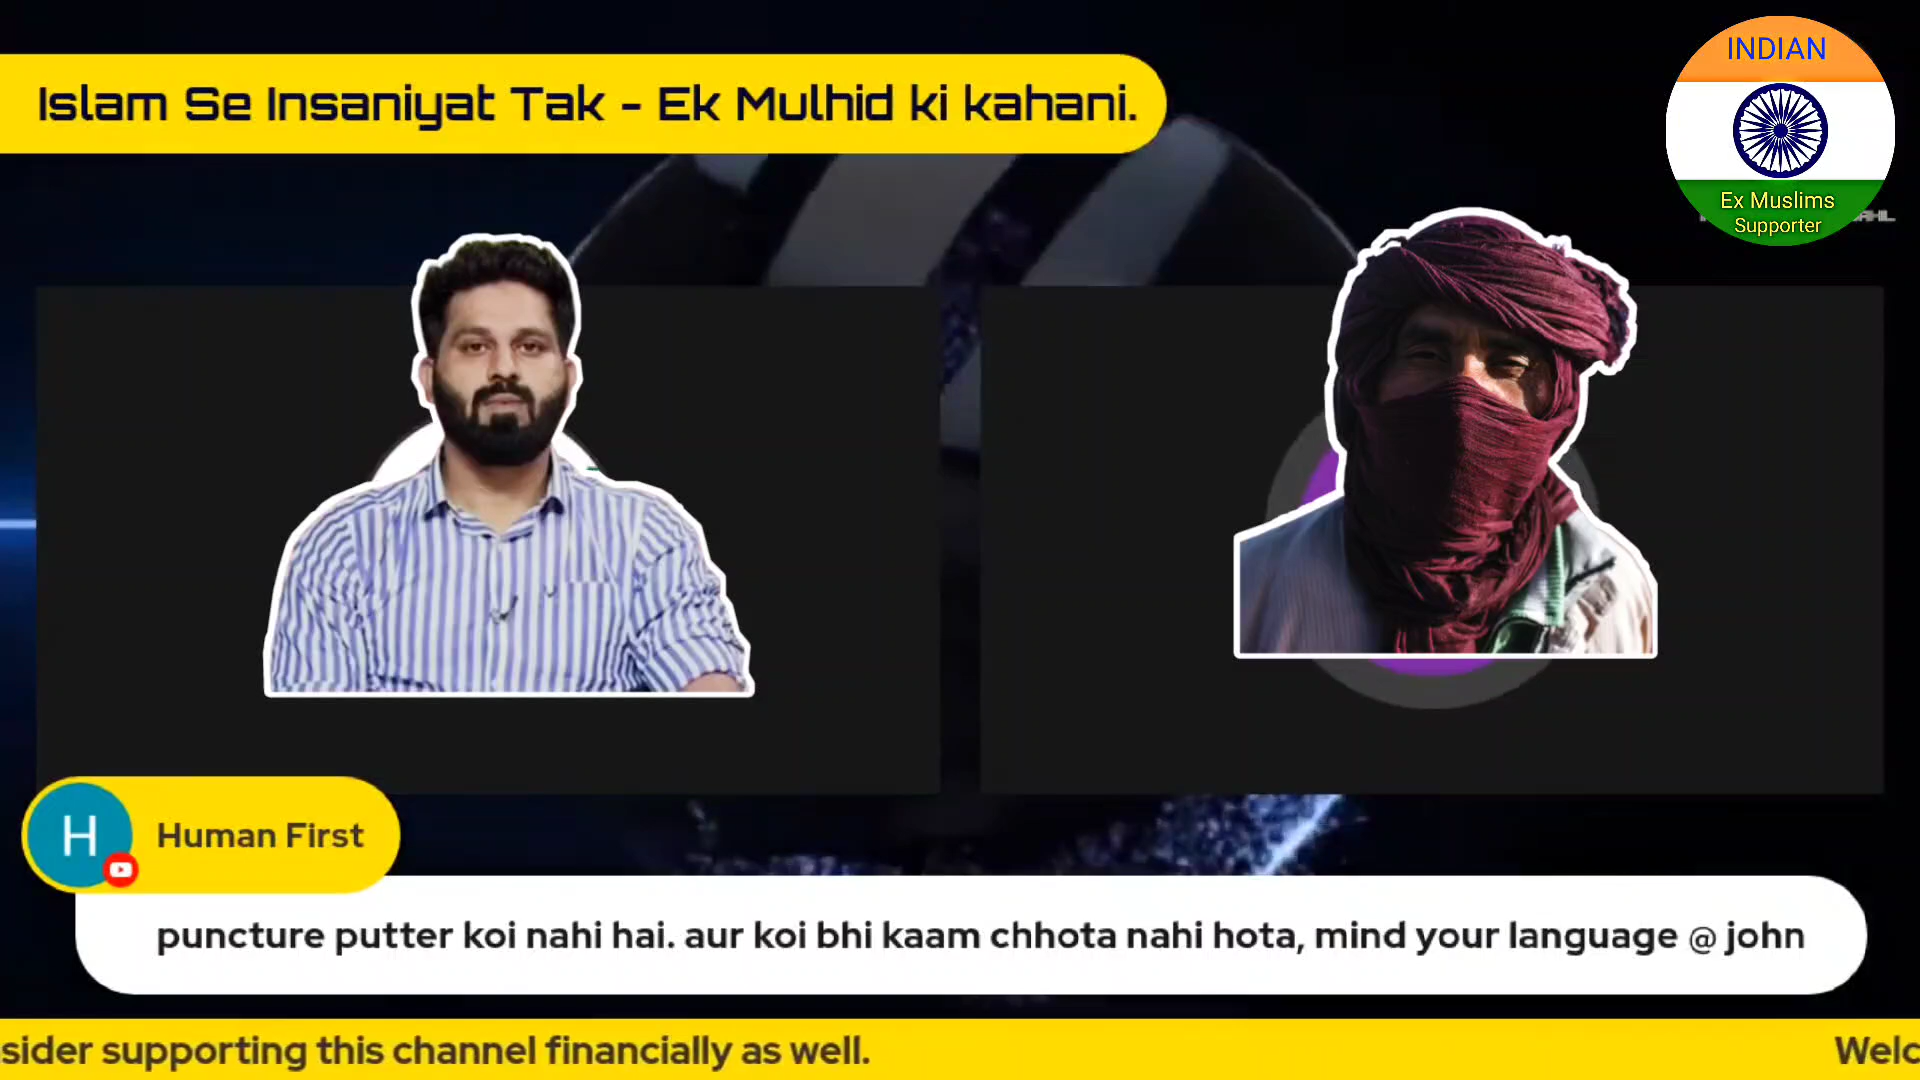 Islam Se Insaniyat Tak - Ek Mulhid ki kahani.
INDIAN
Ex Muslims
Supporter
H
Human First
puncture putter koi nahi hai. aur koi bhi kaam chhota nahi hota, mind your language @ john
sider supporting this channel financially as well.
Welc